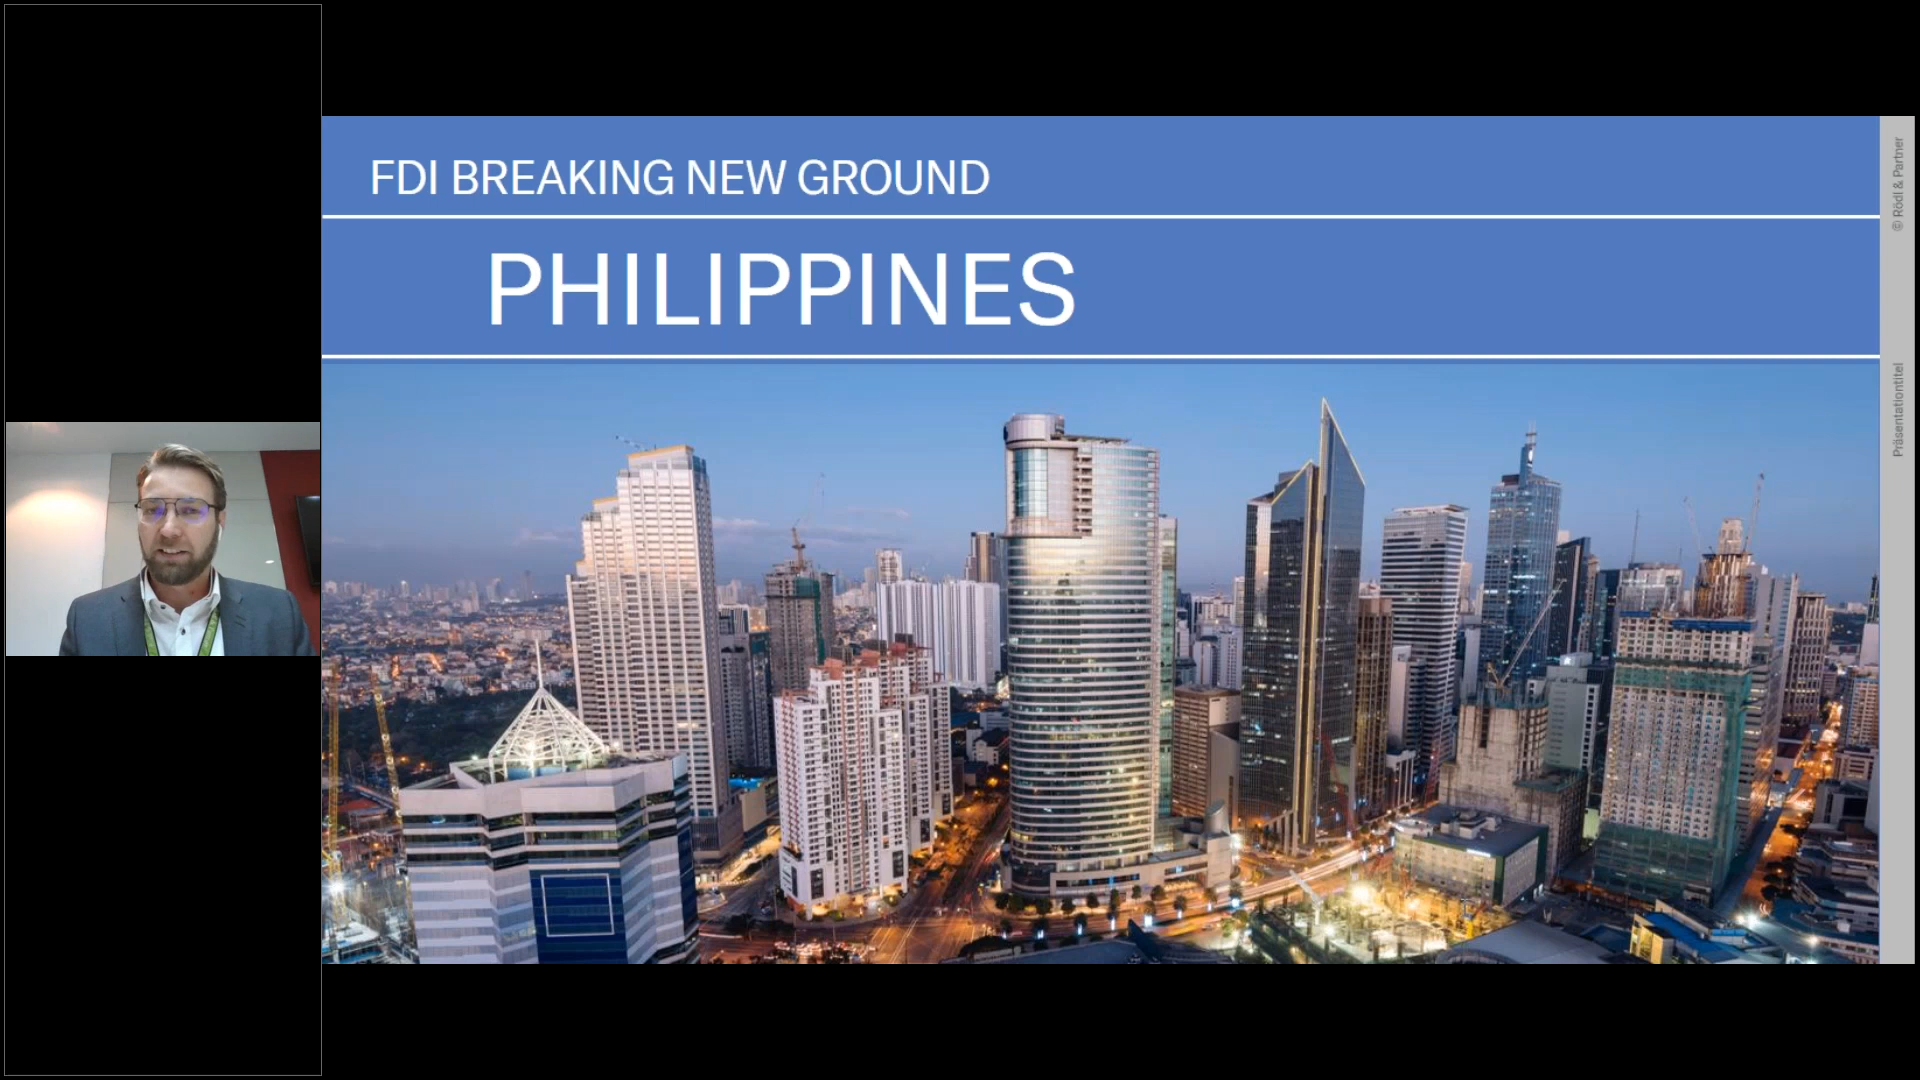 FDI BREAKING NEW GROUND
PHILIPPINES
© Rödl & Partner
Präsentationtitel